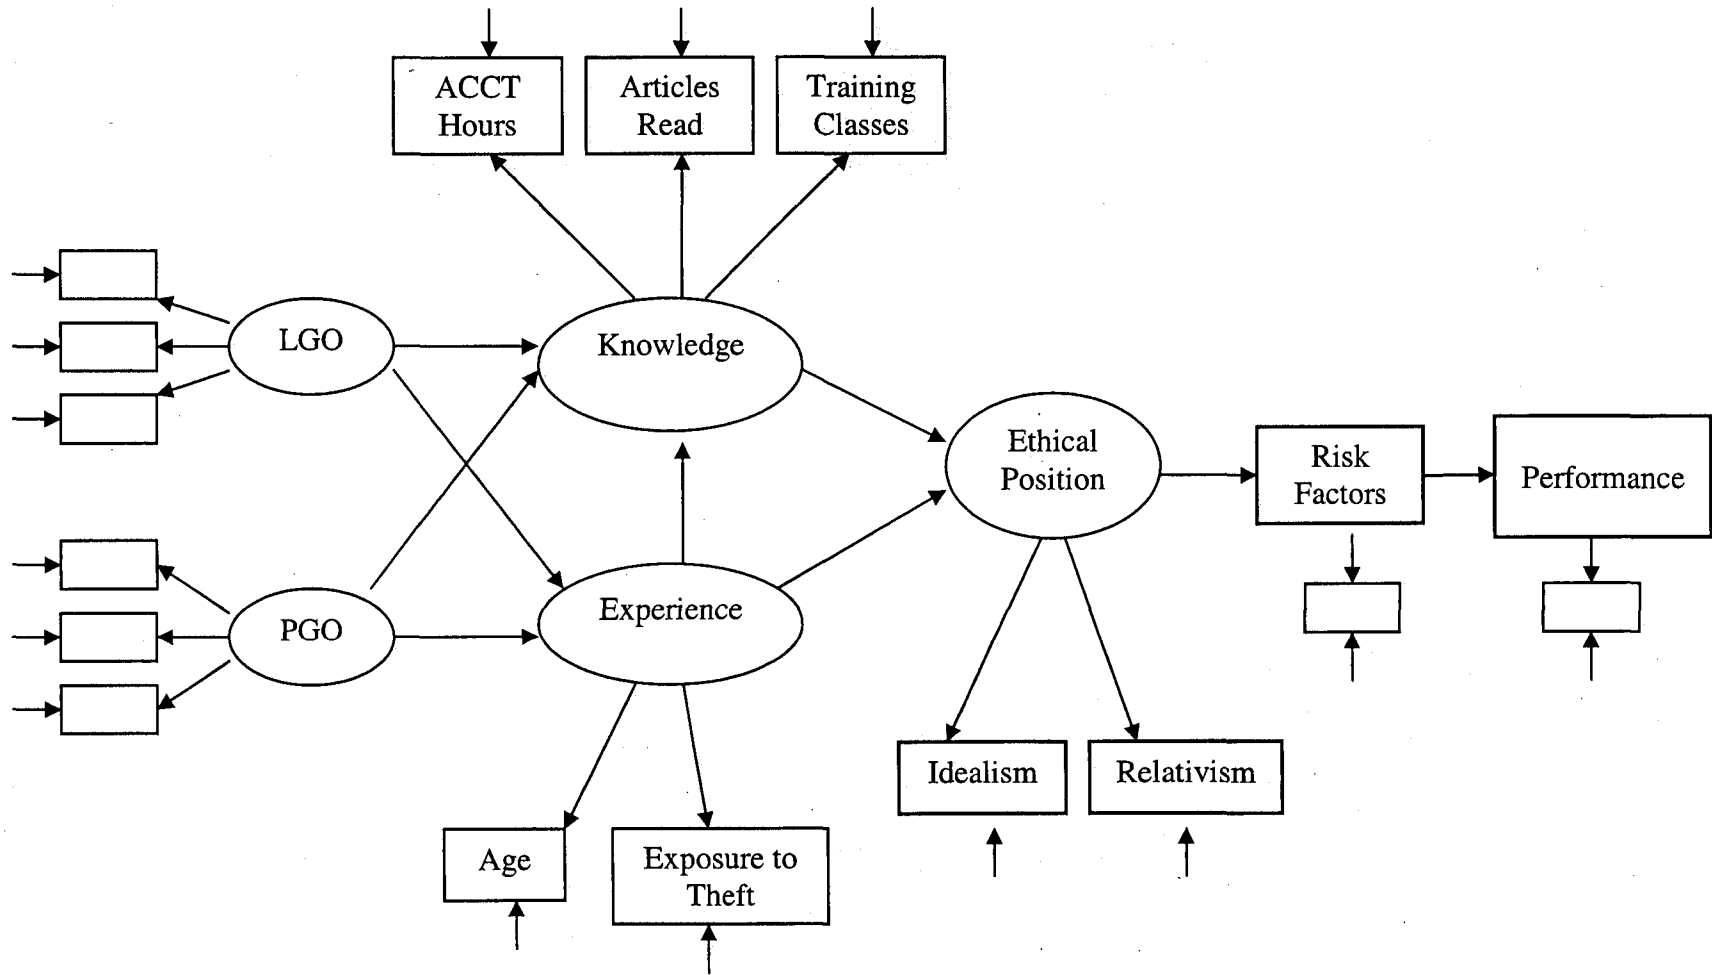 ACCT
Hours
Articles
Read
Training
Classes
LGO
Knowledge
Ethical
Position
Risk
Factors
Performance
PGO
Experience
Idealism
Relativism
Age
Exposure to
Theft